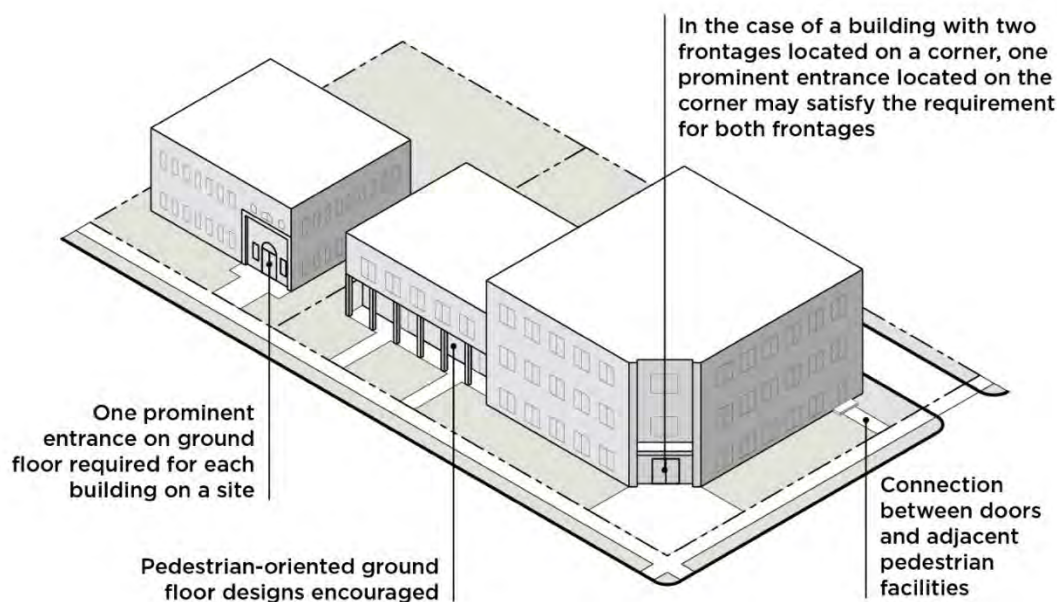 In the case of a building with two
frontages located on a corner, one
prominent entrance located on the
corner may satisfy the requirement
for both frontages
One prominent
entrance on ground
floor required for each
building on a site
Pedestrian-oriented ground
floor designs encouraged
Connection
between doors
and adjacent
pedestrian
facilities